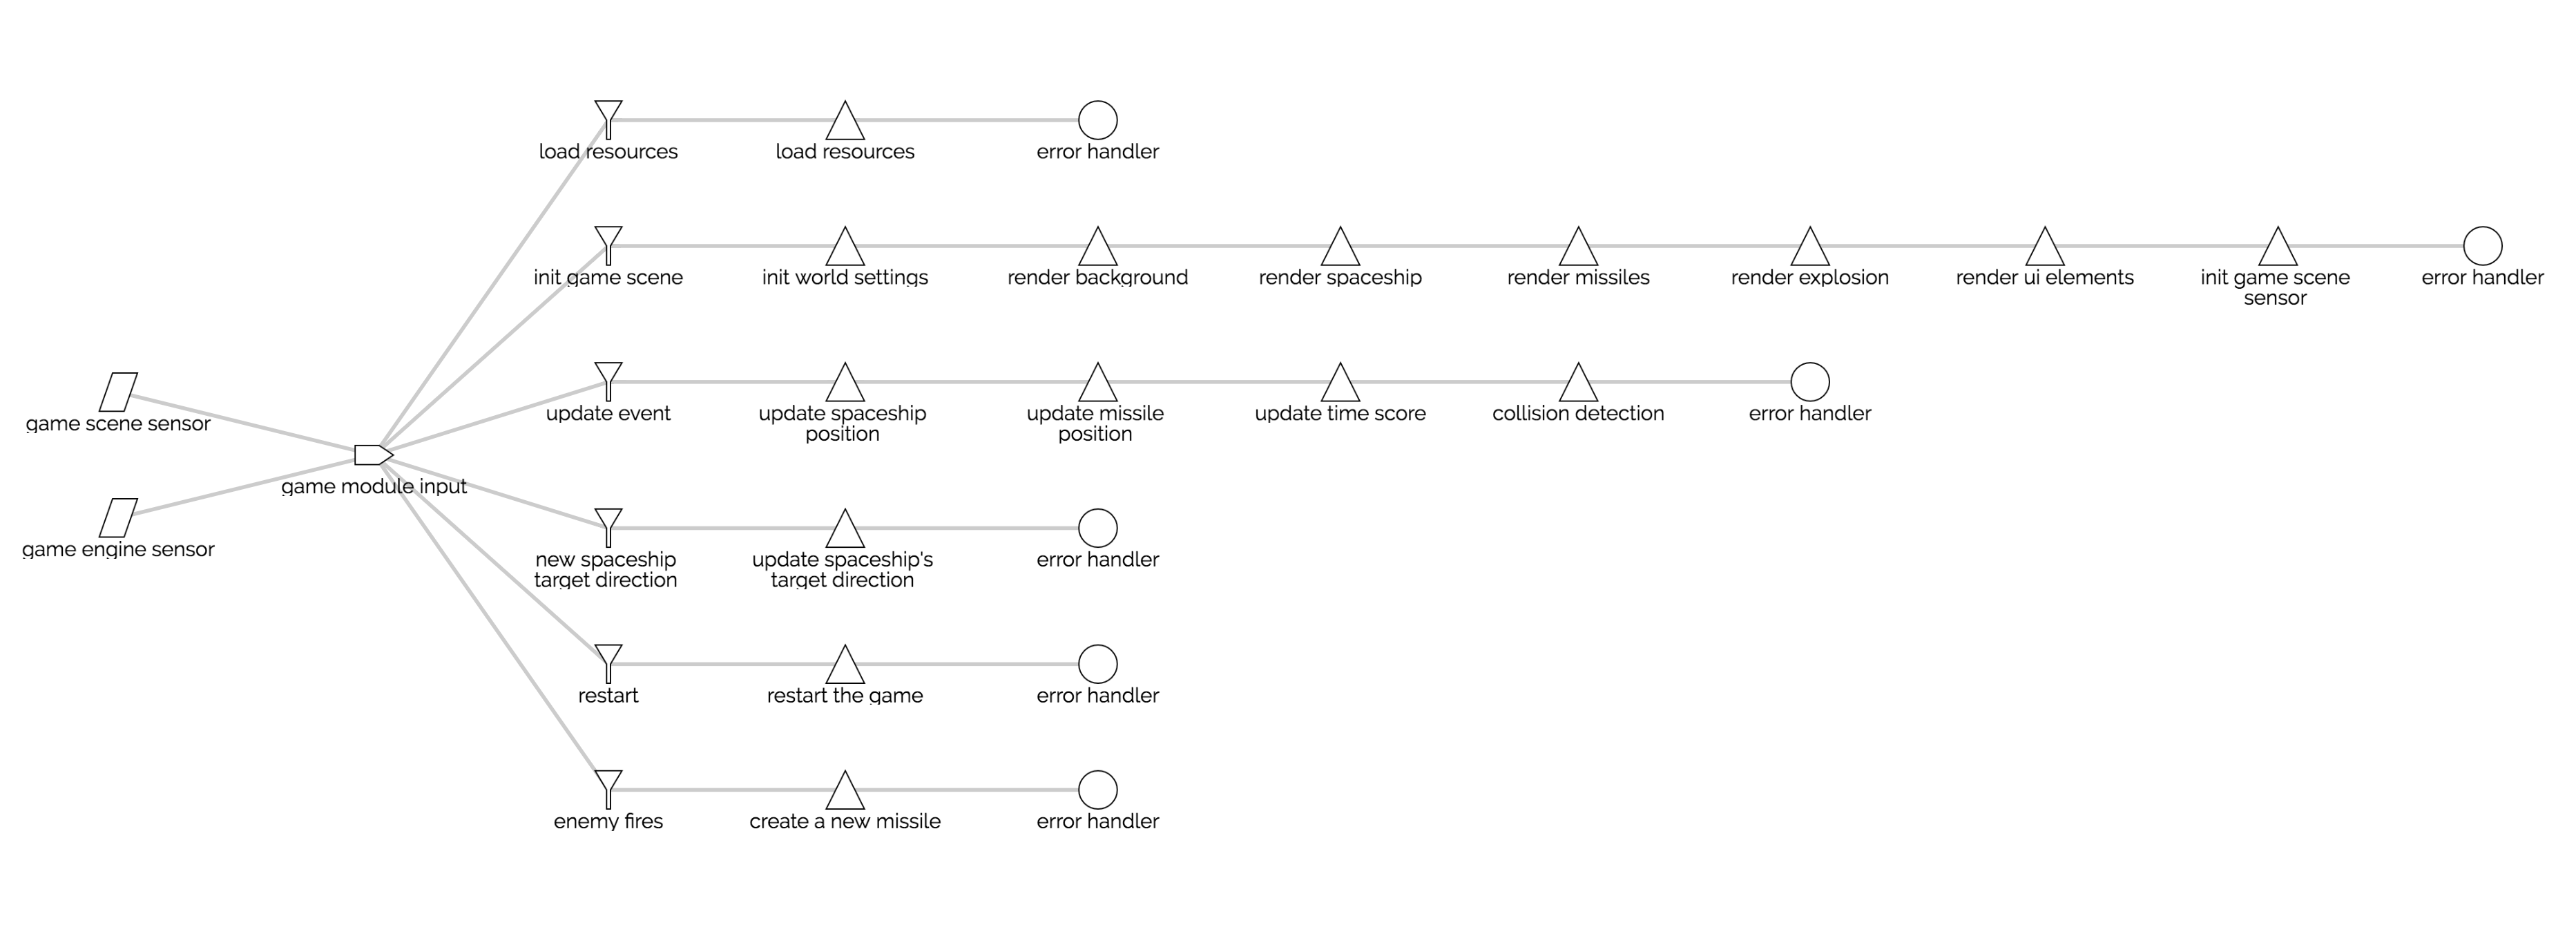 load resources
load resources
error handler
init game scene
init world settings
render background
render spaceship
render missiles
render explosion
render ui elements
init game scene
sensor
error handler
game scene sensor
update event
update spaceship
position
update missile
position
update time score
collision detection
error handler
game module input
game engine sensor
new spaceship
target direction
update spaceship's
target direction
error handler
restart
restart the game
error handler
enemy fires
create a new missile
error handler